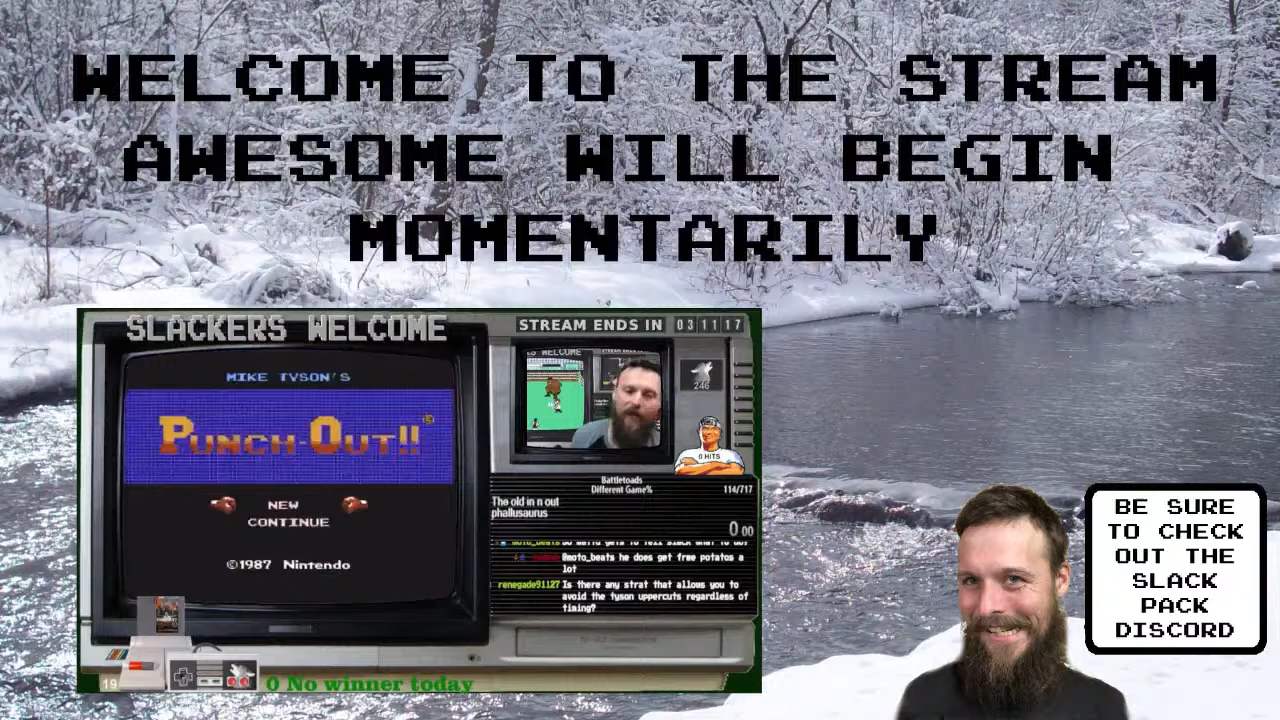 WELCOME TO THE STREAM
AWESOME WILL BEGIN
MOMENTARILY
SLACKERS WELCOME
STREAM ENDS IN
03 11 17
MIKE TYSON'S
PUNCH-OUT!!
NEW
CONTINUE
©1987 Nintendo
246
0 HITS
Battletoads
Different Game%
114/717
The old in n out
phallusaurus
0.00
@moto_beats he does get free potatos a
lot
renegade91127 Is there any strat that allows you to
avoid the tyson uppercuts regardless of
timing?
19
0 No winner today
BE SURE
TO CHECK
OUT THE
SLACK
PACK
DISCORD